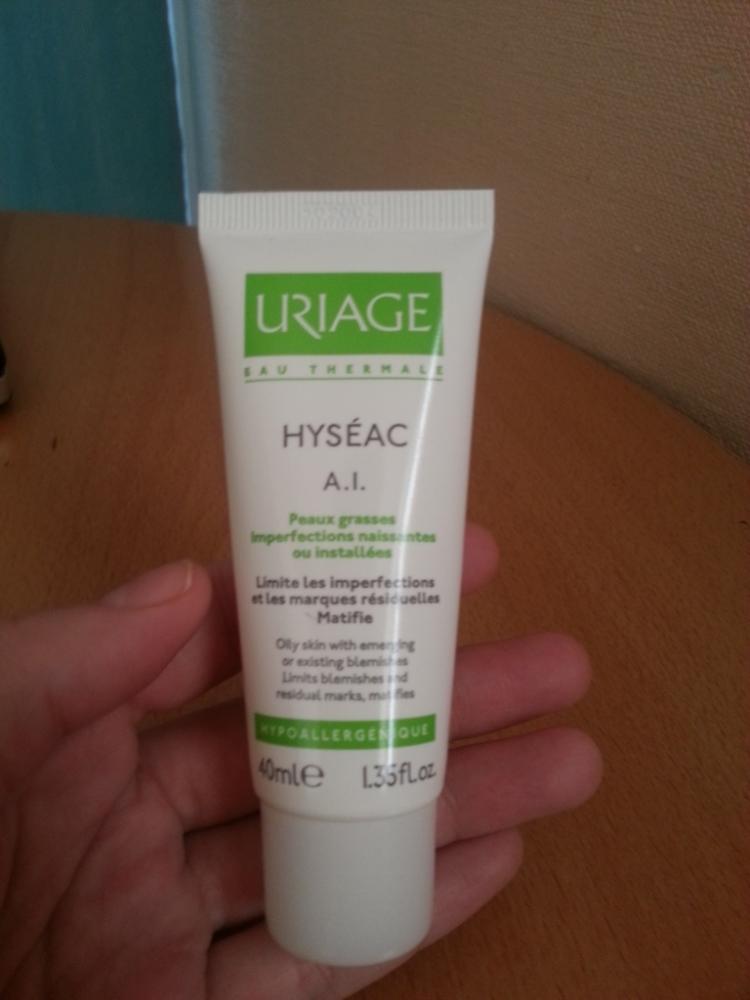 URIAGE
EAU THERMALE
HYSÉAC
A.I.
Peaux grasses
imperfections naissantes
ou installées
Limite les imperfections
et les marques résiduelles
Matifie
Oily skin with emerging
or existing blemishes
Limits blemishes and
residual marks, matifies
HYPOALLERGÉNIQUE
40ml e 1.35fl.oz.